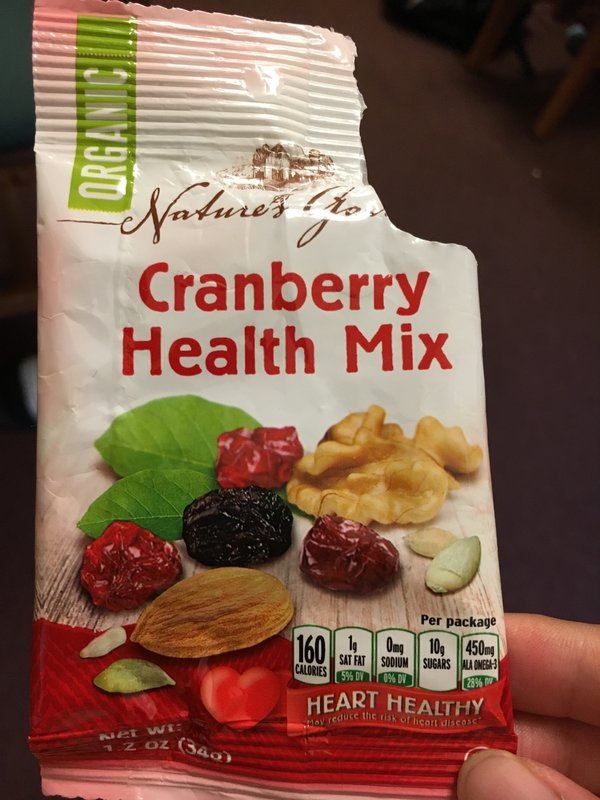 ORGANIC
Nature's
Cranberry
Health Mix
Per package
160 CALORIES
1g SAT FAT 5% DV
0mg SODIUM 0% DV
10g SUGARS
450mg ALA OMEGA-3 28% DV
HEART HEALTHY
May reduce the risk of heart disease
Net Wt:
1.2 oz (34g)